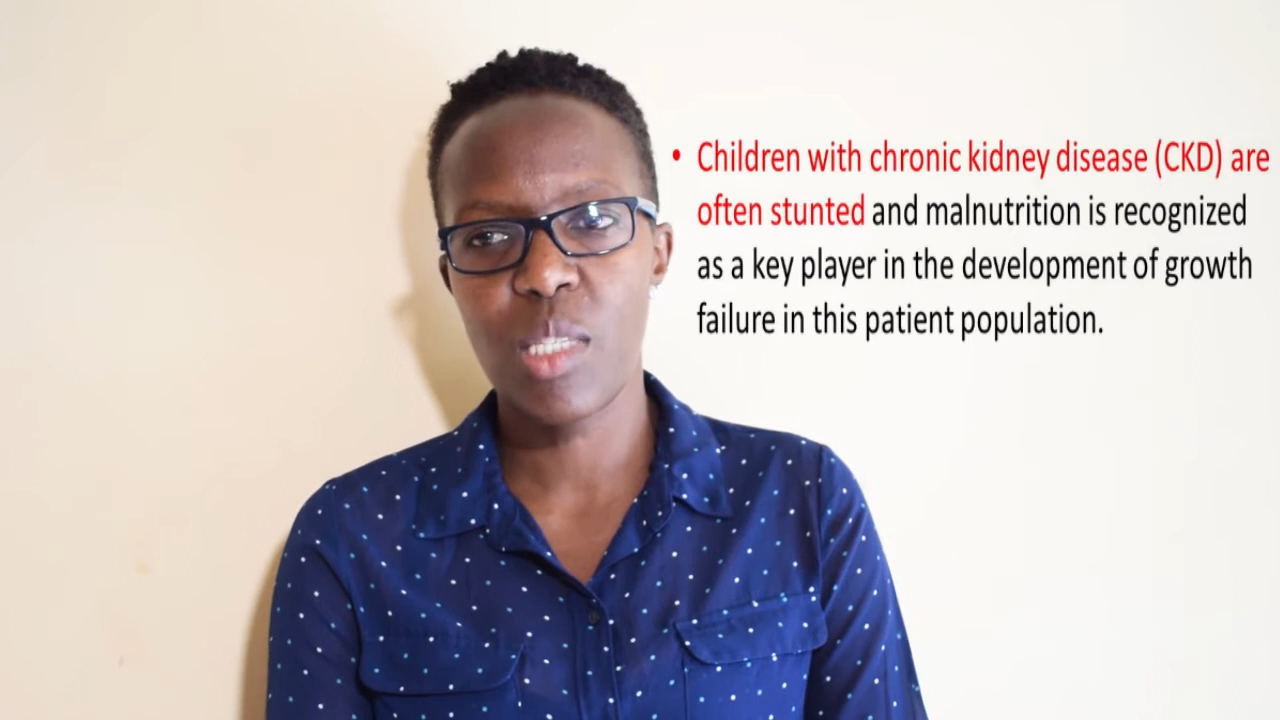 • Children with chronic kidney disease (CKD) are
often stunted and malnutrition is recognized
as a key player in the development of growth
failure in this patient population.